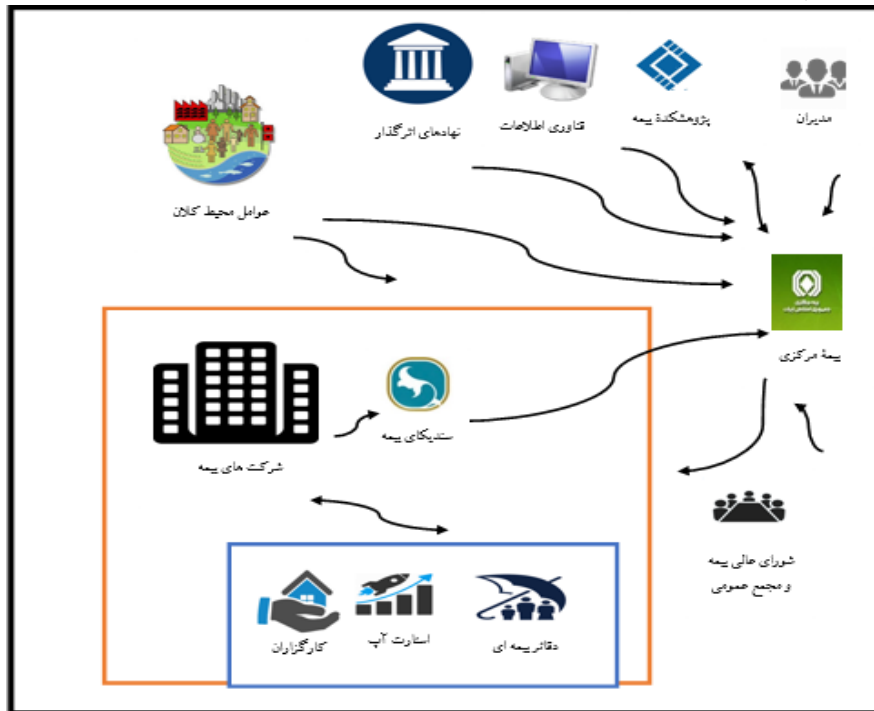 مدیران
پژوهشکدهٔ بیمه
فناوری اطلاعات
نهادهای اثرگذار
عوامل محیط کلان
بیمهٔ مرکزی
سندیکای بیمه
شرکت های بیمه
شورای عالی بیمه
و مجمع عمومی
دفاتر بیمه ای
استارت آپ
کارگزاران